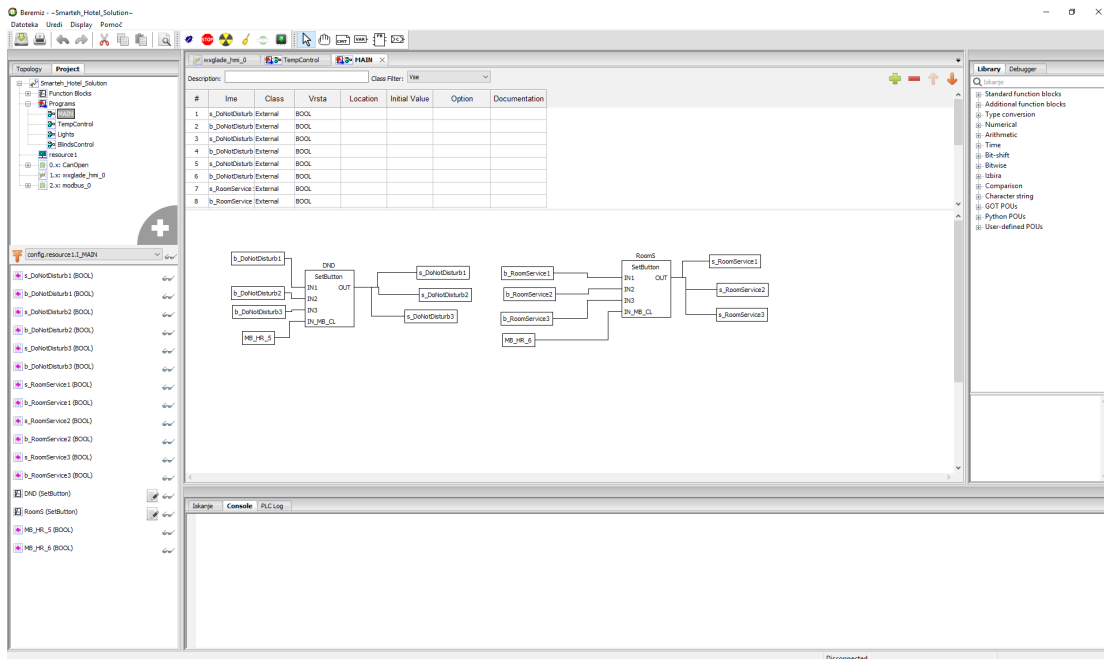 Beremiz - ~Smarteh_Hotel_Solution~
Datoteka Uredi Display Pomoč
STOP
CMT
VAR
wxglade_hmi_0 TempControl MAIN
Topology Project
Smarteh_Hotel_Solution
Function Blocks
Programs
MAIN
TempControl
Lights
BlindsControl
resource1
0.x: CanOpen
1.x: wxglade_hmi_0
2.x: modbus_0
config.resource1.I_MAIN
s_DoNotDisturb1 (BOOL)
b_DoNotDisturb1 (BOOL)
s_DoNotDisturb2 (BOOL)
b_DoNotDisturb2 (BOOL)
s_DoNotDisturb3 (BOOL)
b_DoNotDisturb3 (BOOL)
s_RoomService1 (BOOL)
b_RoomService1 (BOOL)
s_RoomService2 (BOOL)
b_RoomService2 (BOOL)
s_RoomService3 (BOOL)
b_RoomService3 (BOOL)
DND (SetButton)
RoomS (SetButton)
MB_HR_5 (BOOL)
MB_HR_6 (BOOL)
Description: Class Filter: Vse
# Ime Class Vrsta Location Initial Value Option Documentation
1 s_DoNotDisturb External BOOL
2 b_DoNotDisturb External BOOL
3 s_DoNotDisturb External BOOL
4 b_DoNotDisturb External BOOL
5 s_DoNotDisturb External BOOL
6 b_DoNotDisturb External BOOL
7 s_RoomService External BOOL
8 b_RoomService External BOOL
b_DoNotDisturb1
b_DoNotDisturb2
b_DoNotDisturb3
MB_HR_5
DND
SetButton
IN1 OUT
IN2
IN3
IN_MB_CL
s_DoNotDisturb1
s_DoNotDisturb2
s_DoNotDisturb3
b_RoomService1
b_RoomService2
b_RoomService3
MB_HR_6
RoomS
SetButton
IN1 OUT
IN2
IN3
IN_MB_CL
s_RoomService1
s_RoomService2
s_RoomService3
Iskanje Console PLC Log
Library Debugger
Iskanje
Standard function blocks
Additional function blocks
Type conversion
Numerical
Arithmetic
Time
Bit-shift
Bitwise
Izbira
Comparison
Character string
GOT POUs
Python POUs
User-defined POUs
Disconnected